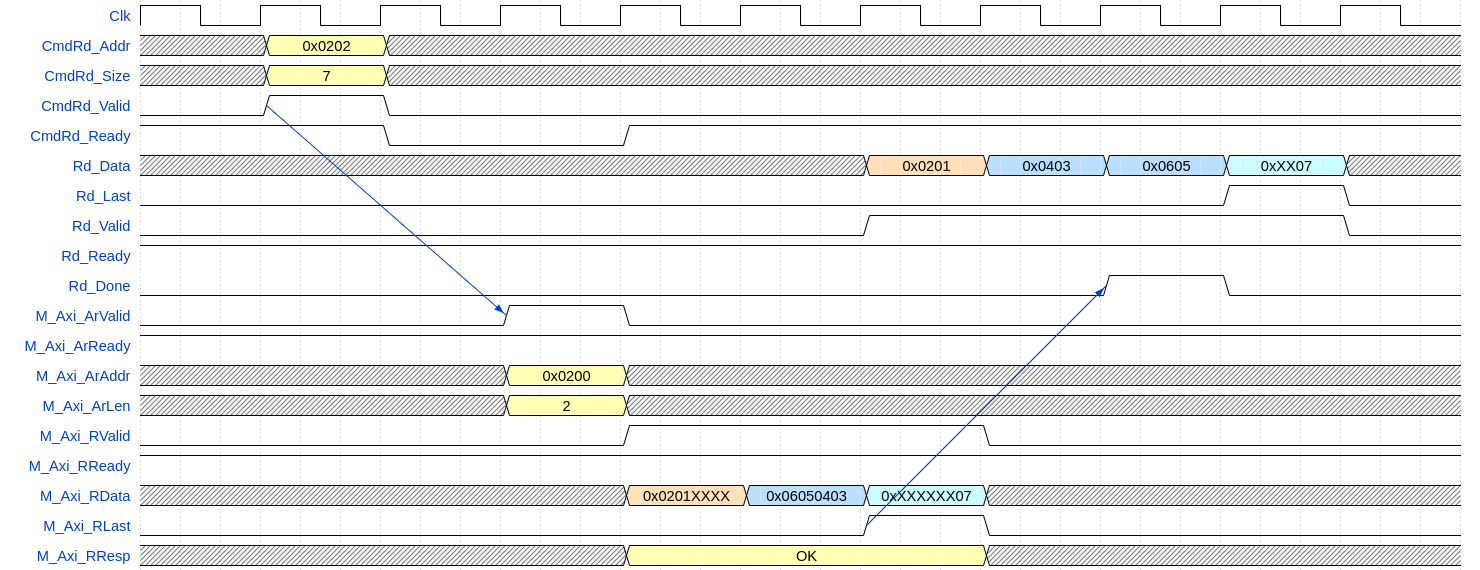 Clk
CmdRd_Addr 0x0202
CmdRd_Size 7
CmdRd_Valid
CmdRd_Ready
Rd_Data 0x0201 0x0403 0x0605 0xXX07
Rd_Last
Rd_Valid
Rd_Ready
Rd_Done
M_Axi_ArValid
M_Axi_ArReady
M_Axi_ArAddr 0x0200
M_Axi_ArLen 2
M_Axi_RValid
M_Axi_RReady
M_Axi_RData 0x0201XXXX 0x06050403 0xXXXXXX07
M_Axi_RLast
M_Axi_RResp OK